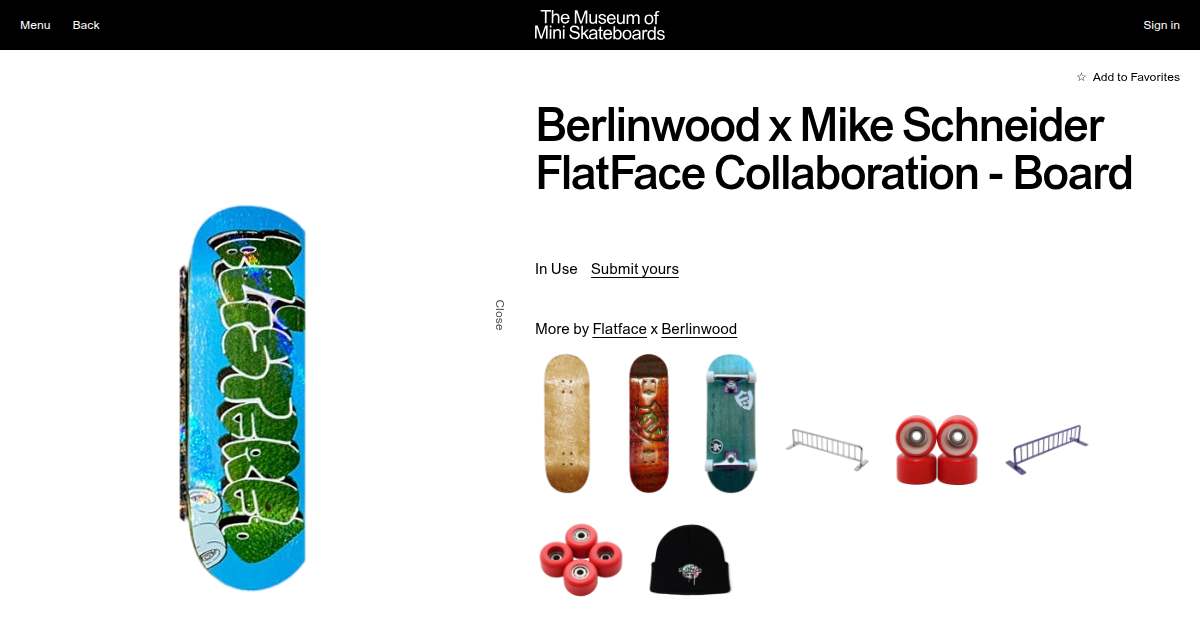 Menu Back
The Museum of
Mini Skateboards
Sign in
☆ Add to Favorites
Berlinwood x Mike Schneider
FlatFace Collaboration - Board
In Use Submit yours
Close
More by Flatface x Berlinwood